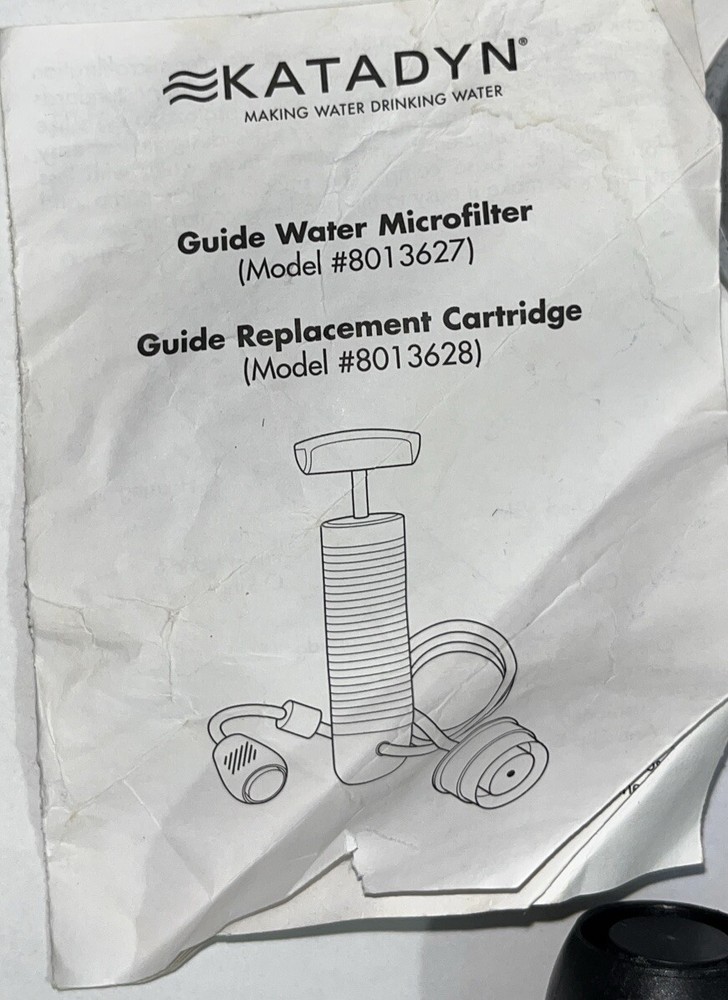 KATADYN®
MAKING WATER DRINKING WATER
Guide Water Microfilter
(Model #8013627)
Guide Replacement Cartridge
(Model #8013628)